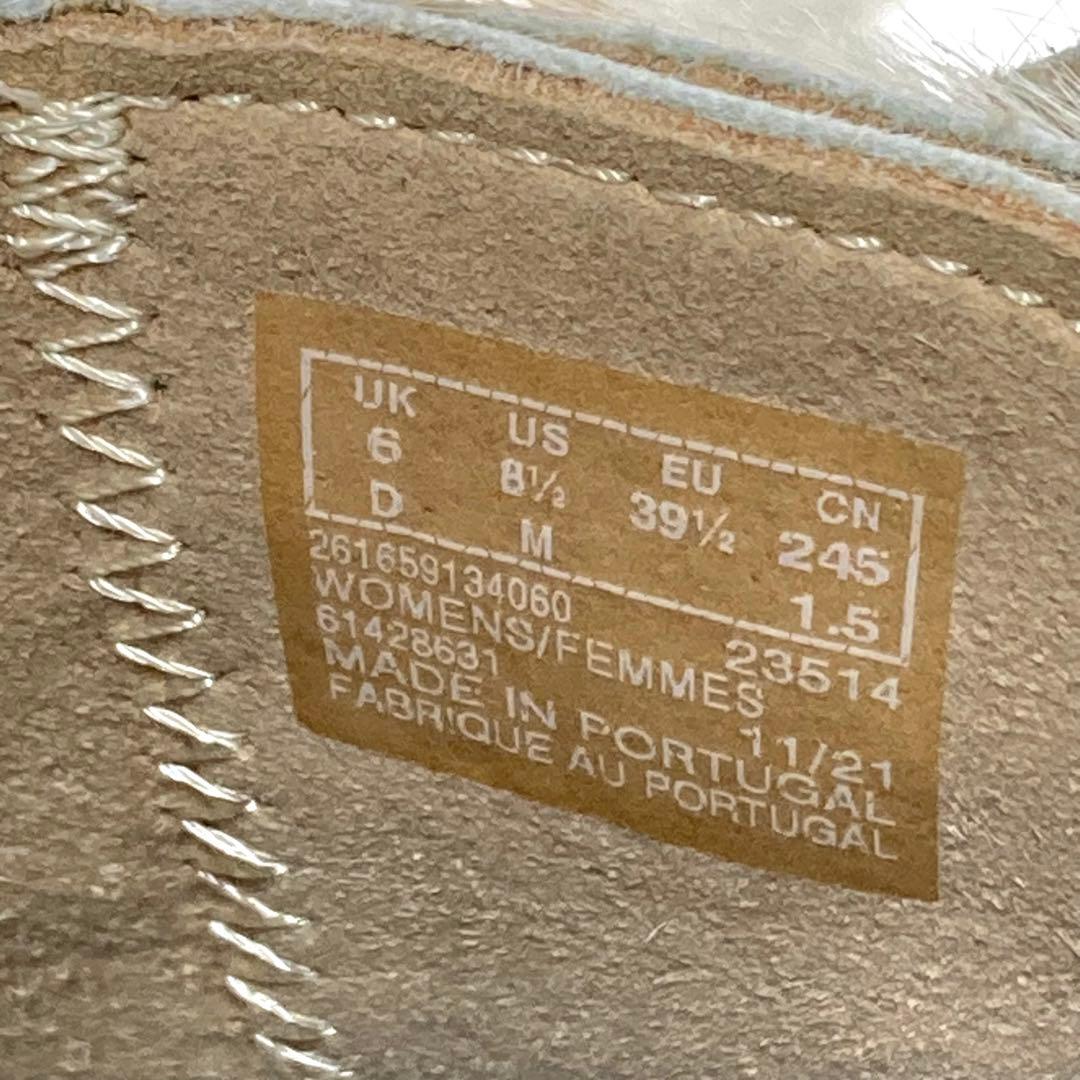 UK US EU CN
6 8½ 39½ 245
D M 1.5
261659134060 23514
WOMENS/FEMMES
61428631 11/21
MADE IN PORTUGAL
FABRIQUE AU PORTUGAL